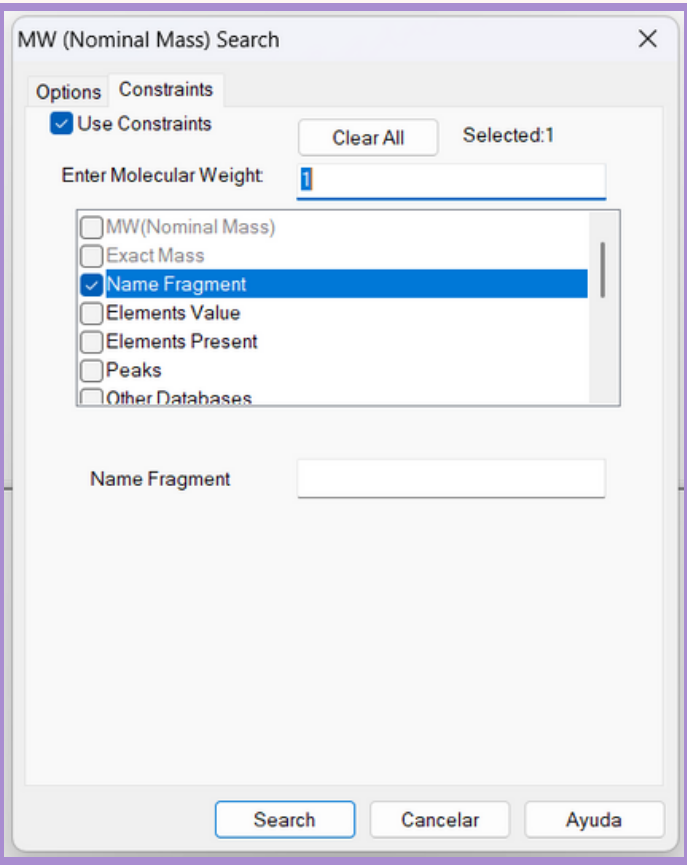 MW (Nominal Mass) Search
Options Constraints
Use Constraints Clear All Selected:1
Enter Molecular Weight: 1
MW(Nominal Mass)
Exact Mass
Name Fragment
Elements Value
Elements Present
Peaks
Other Databases
Name Fragment
Search Cancelar Ayuda